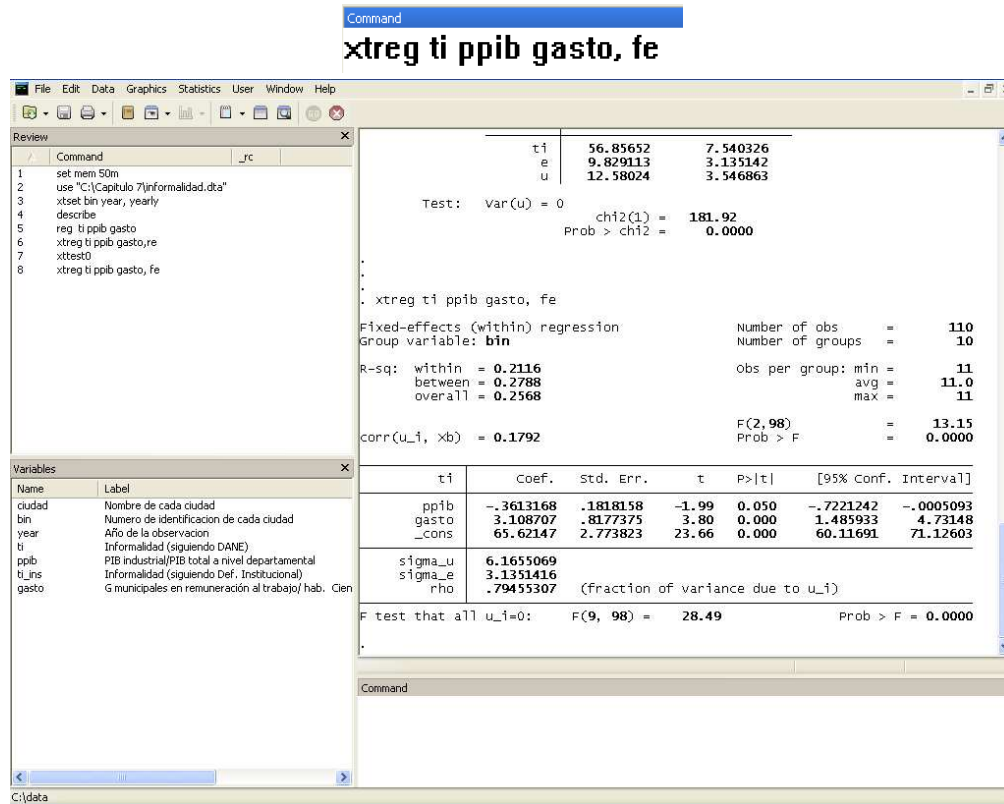 Command
xtreg ti ppib gasto, fe
File Edit Data Graphics Statistics User Window Help
Review
Command _rc
1 set mem 50m
2 use "C:\Capitulo 7\informalidad.dta"
3 xtset bin year, yearly
4 describe
5 reg ti ppib gasto
6 xtreg ti ppib gasto,re
7 xttest0
8 xtreg ti ppib gasto, fe
Variables
Name Label
ciudad Nombre de cada ciudad
bin Numero de identificacion de cada ciudad
year Año de la observacion
ti Informalidad (siguiendo DANE)
ppib PIB industrial/PIB total a nivel departamental
ti_ins Informalidad (siguiendo Def. Institucional)
gasto G municipales en remuneración al trabajo/ hab. Cien
ti 56.85652 7.540326
e 9.829113 3.135142
u 12.58024 3.546863
Test: Var(u) = 0
chi2(1) = 181.92
Prob > chi2 = 0.0000
.
.
. xtreg ti ppib gasto, fe
Fixed-effects (within) regression Number of obs = 110
Group variable: bin Number of groups = 10
R-sq: within = 0.2116 Obs per group: min = 11
between = 0.2788 avg = 11.0
overall = 0.2568 max = 11
F(2,98) = 13.15
corr(u_i, Xb) = 0.1792 Prob > F = 0.0000
ti Coef. Std. Err. t P>|t| [95% Conf. Interval]
ppib -.3613168 .1818158 -1.99 0.050 -.7221242 -.0005093
gasto 3.108707 .8177375 3.80 0.000 1.485933 4.73148
_cons 65.62147 2.773823 23.66 0.000 60.11691 71.12603
sigma_u 6.1655069
sigma_e 3.1351416
rho .79455307 (fraction of variance due to u_i)
F test that all u_i=0: F(9, 98) = 28.49 Prob > F = 0.0000
.
Command
C:\data